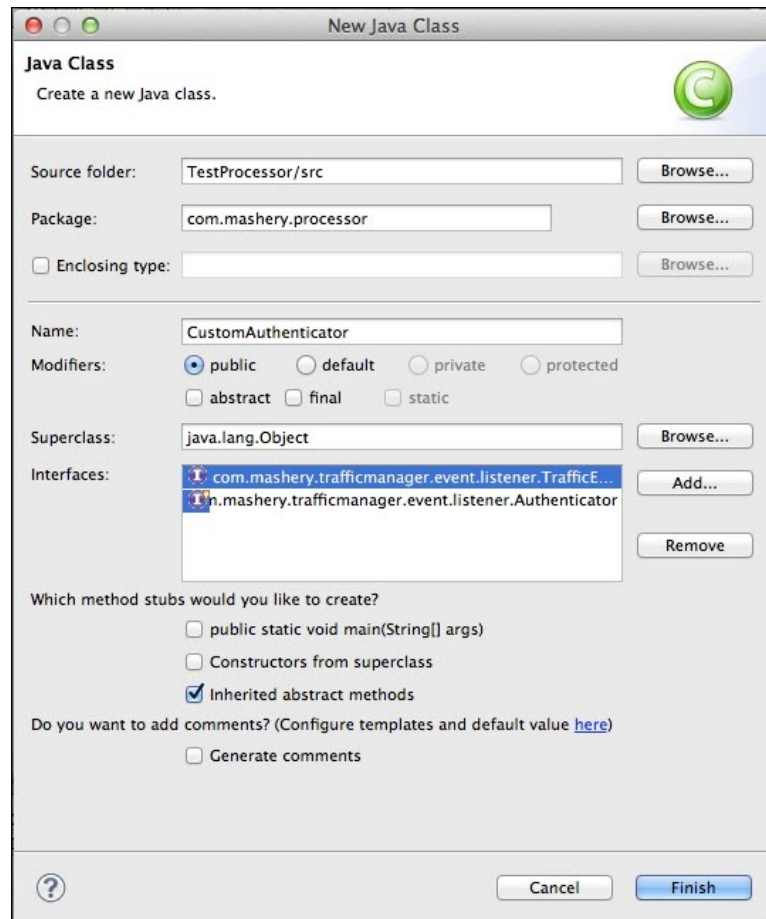 New Java Class
Java Class
Create a new Java class.
Source folder: TestProcessor/src Browse...
Package: com.mashery.processor Browse...
Enclosing type: Browse...
Name: CustomAuthenticator
Modifiers: public default private protected
abstract final static
Superclass: java.lang.Object Browse...
Interfaces: com.mashery.trafficmanager.event.listener.TrafficE... Add...
n.mashery.trafficmanager.event.listener.Authenticator
Remove
Which method stubs would you like to create?
public static void main(String[] args)
Constructors from superclass
Inherited abstract methods
Do you want to add comments? (Configure templates and default value here)
Generate comments
? Cancel Finish